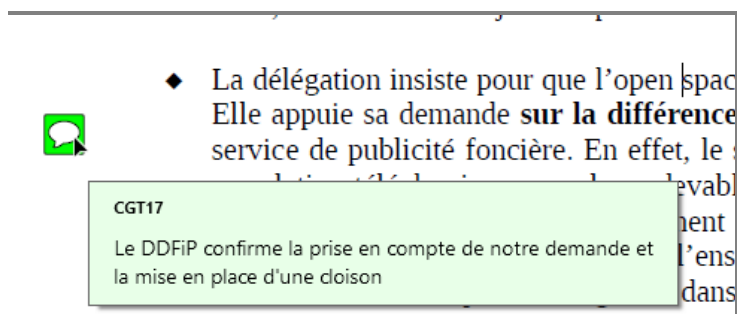 ◆ La délégation insiste pour que l’open spac
Elle appuie sa demande sur la différence
service de publicité foncière. En effet, le s
evabl
CGT17
nent
Le DDFiP confirme la prise en compte de notre demande et
l’ens
la mise en place d'une cloison
dans